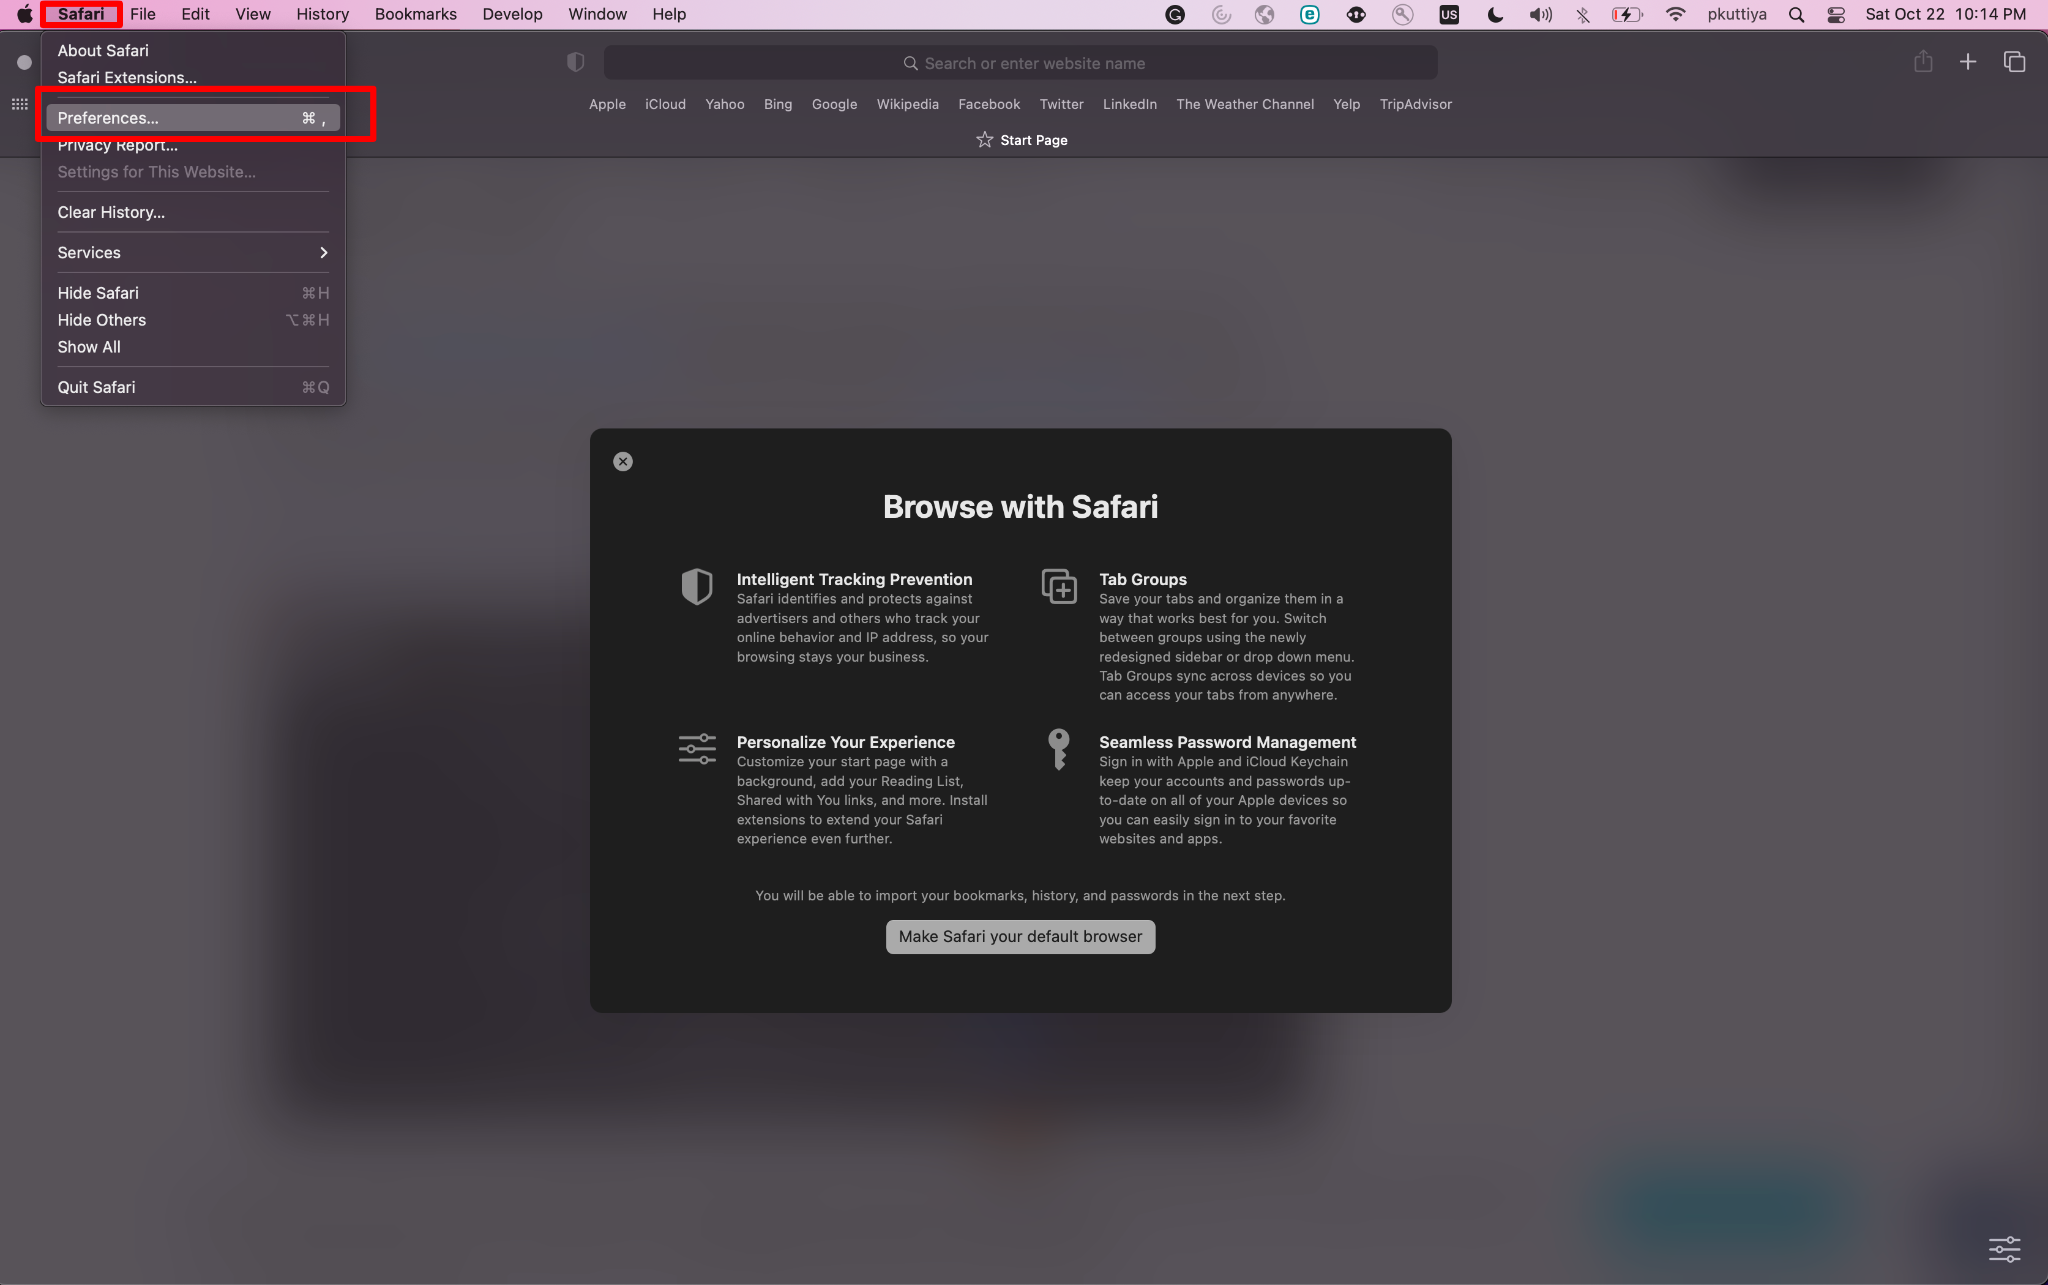 Safari File Edit View History Bookmarks Develop Window Help US pkuttiya Sat Oct 22 10:14 PM
About Safari
Safari Extensions...
Preferences... ⌘ ,
Privacy Report...
Settings for This Website...
Clear History...
Services
Hide Safari ⌘H
Hide Others ⌥⌘H
Show All
Quit Safari ⌘Q
Search or enter website name
Apple iCloud Yahoo Bing Google Wikipedia Facebook Twitter LinkedIn The Weather Channel Yelp TripAdvisor
Start Page
Browse with Safari
Intelligent Tracking Prevention
Safari identifies and protects against
advertisers and others who track your
online behavior and IP address, so your
browsing stays your business.
Tab Groups
Save your tabs and organize them in a
way that works best for you. Switch
between groups using the newly
redesigned sidebar or drop down menu.
Tab Groups sync across devices so you
can access your tabs from anywhere.
Personalize Your Experience
Customize your start page with a
background, add your Reading List,
Shared with You links, and more. Install
extensions to extend your Safari
experience even further.
Seamless Password Management
Sign in with Apple and iCloud Keychain
keep your accounts and passwords up-
to-date on all of your Apple devices so
you can easily sign in to your favorite
websites and apps.
You will be able to import your bookmarks, history, and passwords in the next step.
Make Safari your default browser